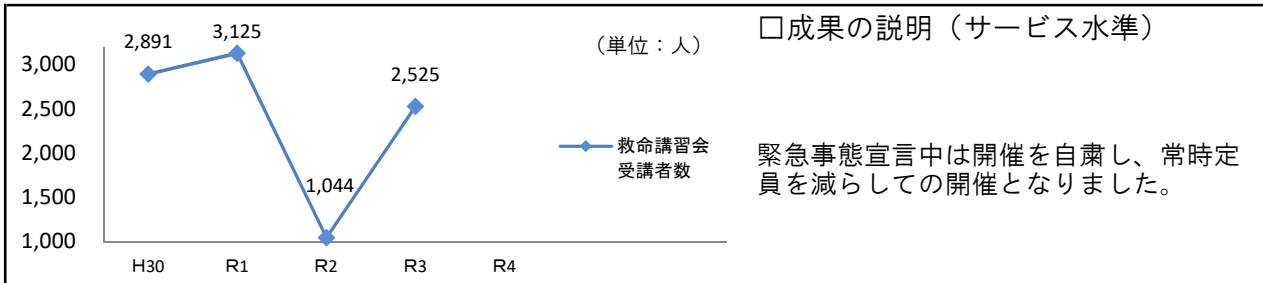 2,891
3,125
（単位：人）
3,000
2,500
2,525
2,000
1,500
1,044
1,000
H30 R1 R2 R3 R4
救命講習会
受講者数
□成果の説明（サービス水準）
緊急事態宣言中は開催を自粛し、常時定
員を減らしての開催となりました。